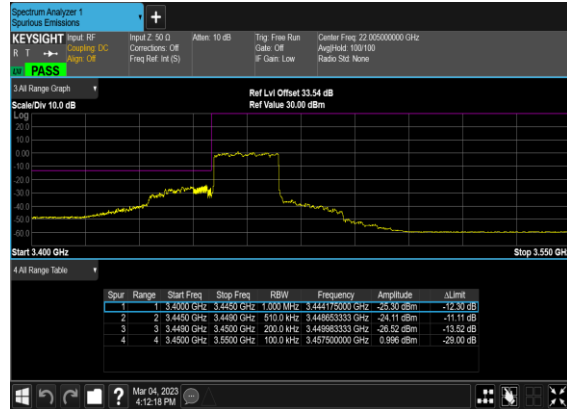 Spectrum Analyzer 1
Spurious Emissions
+
KEYSIGHT Input: RF Input Z: 50 Ω Atten: 10 dB Trig: Free Run Center Freq: 22.005000000 GHz
R T Coupling: DC Corrections: Off Gate: Off Avg|Hold: 100/100
Align: Off Freq Ref: Int (S) IF Gain: Low Radio Std: None
PASS
3 All Range Graph
Ref Lvl Offset 33.54 dB
Scale/Div 10.0 dB Ref Value 30.00 dBm
Log
20.0
10.0
0.00
-10.0
-20.0
-30.0
-40.0
-50.0
-60.0
Start 3.400 GHz Stop 3.550 GH
4 All Range Table
Spur Range Start Freq Stop Freq RBW Frequency Amplitude ΔLimit
1 1 3.4000 GHz 3.4450 GHz 1.000 MHz 3.444175000 GHz -25.30 dBm -12.30 dB
2 2 3.4450 GHz 3.4490 GHz 510.0 kHz 3.448653333 GHz -24.11 dBm -11.11 dB
3 3 3.4490 GHz 3.4500 GHz 200.0 kHz 3.449983333 GHz -26.52 dBm -13.52 dB
4 4 3.4500 GHz 3.5500 GHz 100.0 kHz 3.457500000 GHz 0.996 dBm -29.00 dB
? Mar 04, 2023
4:12:18 PM